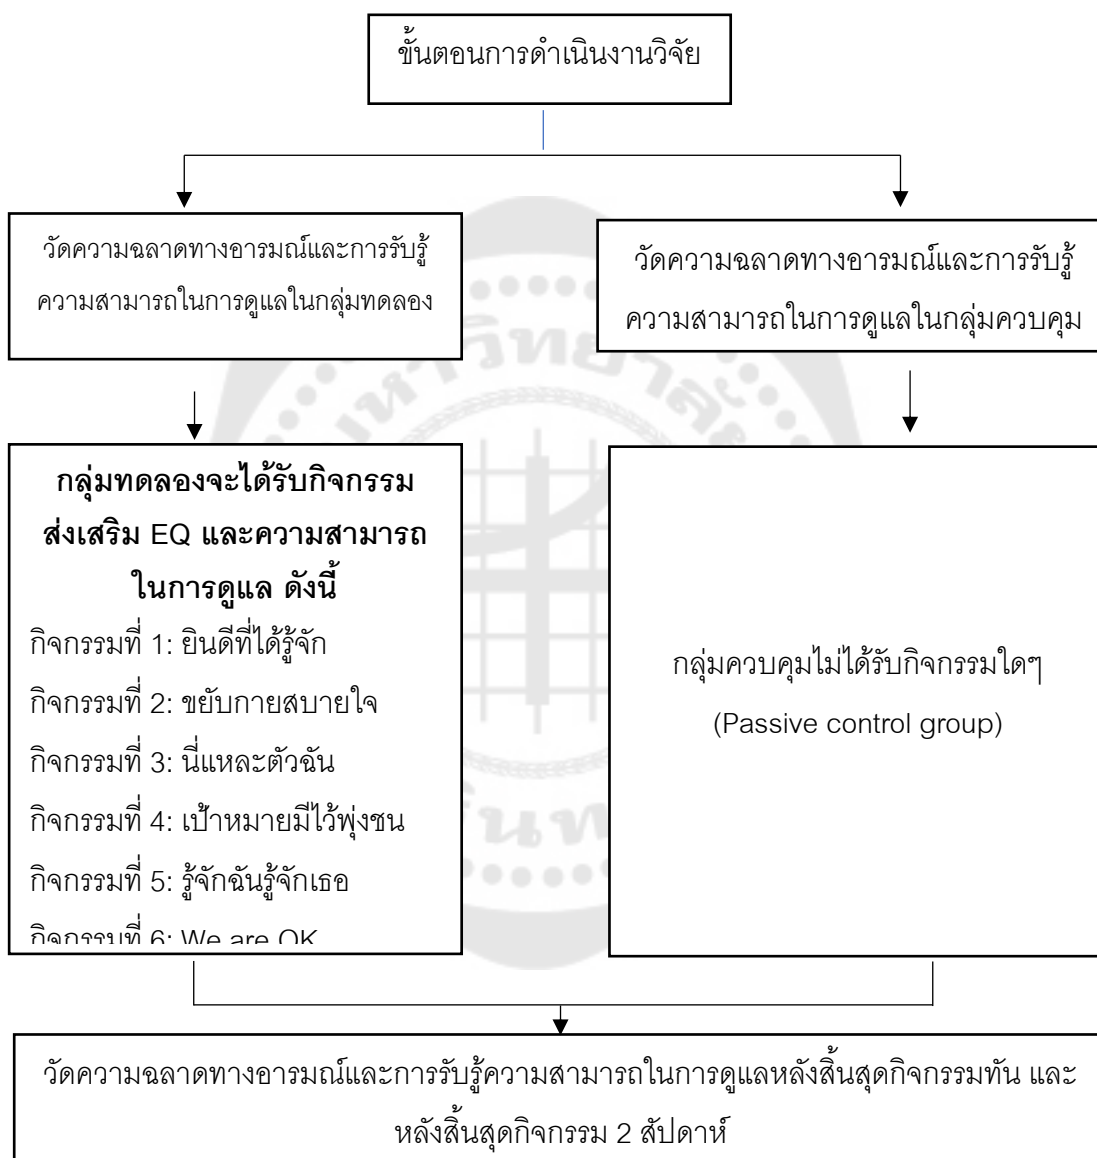 ขั้นตอนการดำเนินงานวิจัย
วัดความฉลาดทางอารมณ์และการรับรู้
ความสามารถในการดูแลในกลุ่มทดลอง
วัดความฉลาดทางอารมณ์และการรับรู้
ความสามารถในการดูแลในกลุ่มควบคุม
กลุ่มทดลองจะได้รับกิจกรรม
ส่งเสริม EQ และความสามารถ
ในการดูแล ดังนี้
กิจกรรมที่ 1: ยินดีที่ได้รู้จัก
กิจกรรมที่ 2: ขยับกายสบายใจ
กิจกรรมที่ 3: นี่แหละตัวฉัน
กิจกรรมที่ 4: เป้าหมายมีไว้พุ่งชน
กิจกรรมที่ 5: รู้จักฉันรู้จักเธอ
กิจกรรมที่ 6: We are OK
กลุ่มควบคุมไม่ได้รับกิจกรรมใดๆ
(Passive control group)
วัดความฉลาดทางอารมณ์และการรับรู้ความสามารถในการดูแลหลังสิ้นสุดกิจกรรมทัน และ
หลังสิ้นสุดกิจกรรม 2 สัปดาห์